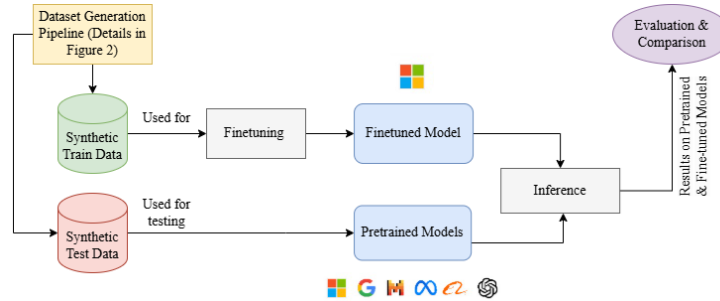 Dataset Generation
Pipeline (Details in
Figure 2)
Evaluation &
Comparison
Synthetic
Train Data
Used for
Finetuning
Finetuned Model
Results on Pretrained
& Fine-tuned Models
Inference
Synthetic
Test Data
Used for
testing
Pretrained Models